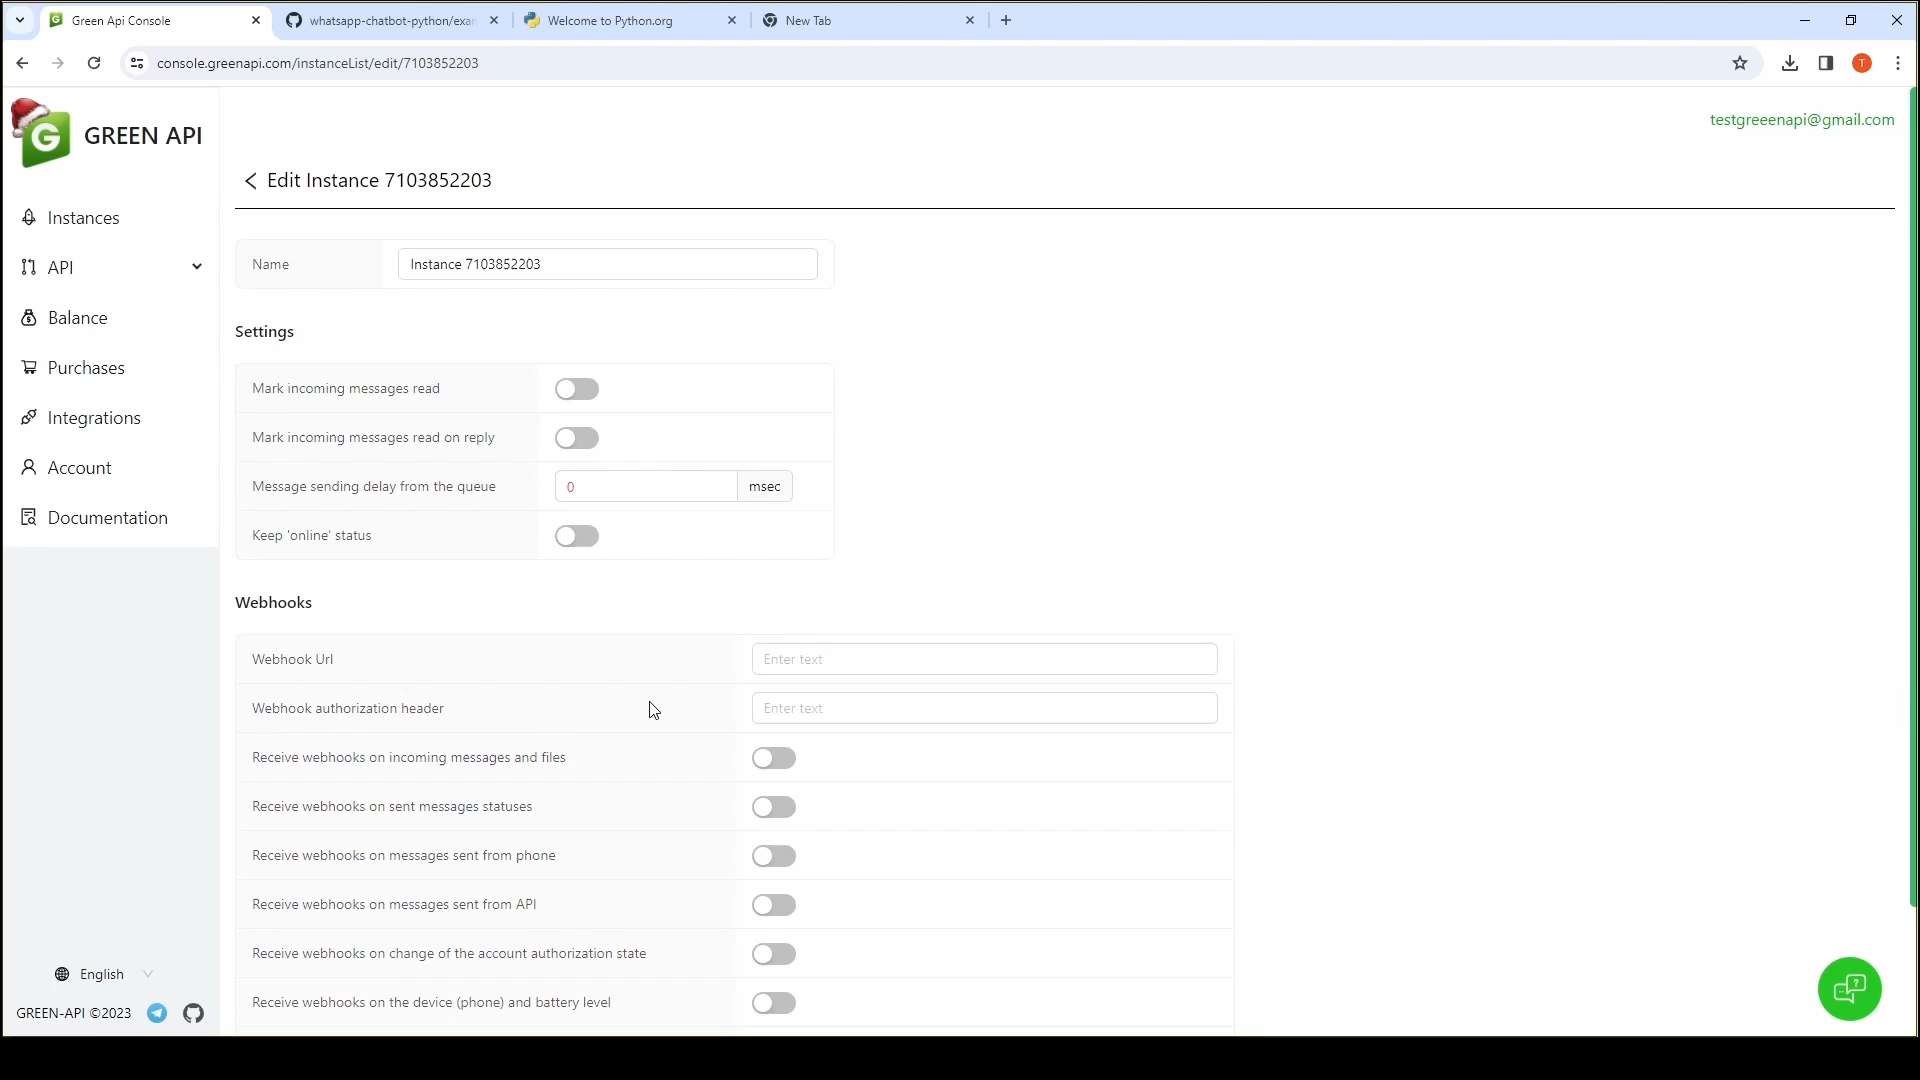 Green Api Console
whatsapp-chatbot-python/exan
Welcome to Python.org
New Tab
console.greenapi.com/instanceList/edit/7103852203
T
G
GREEN API
testgreeenapi@gmail.com
Edit Instance 7103852203
Instances
API
Balance
Purchases
Integrations
Account
Documentation
Name
Instance 7103852203
Settings
Mark incoming messages read
Mark incoming messages read on reply
Message sending delay from the queue
0
msec
Keep 'online' status
Webhooks
Webhook Url
Enter text
Webhook authorization header
Enter text
Receive webhooks on incoming messages and files
Receive webhooks on sent messages statuses
Receive webhooks on messages sent from phone
Receive webhooks on messages sent from API
Receive webhooks on change of the account authorization state
Receive webhooks on the device (phone) and battery level
English
GREEN-API ©2023